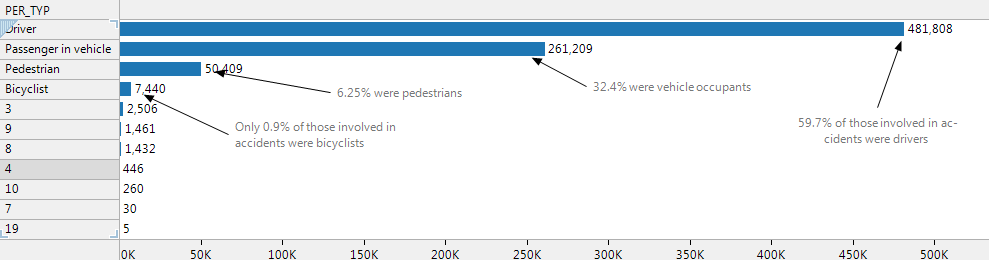 PER_TYP
Driver 481,808
Passenger in vehicle 261,209
Pedestrian 50,409
Bicyclist 7,440
3 2,506
9 1,461
8 1,432
4 446
10 260
7 30
19 5
6.25% were pedestrians
32.4% were vehicle occupants
Only 0.9% of those involved in
accidents were bicyclists
59.7% of those involved in ac-
cidents were drivers
0K 50K 100K 150K 200K 250K 300K 350K 400K 450K 500K